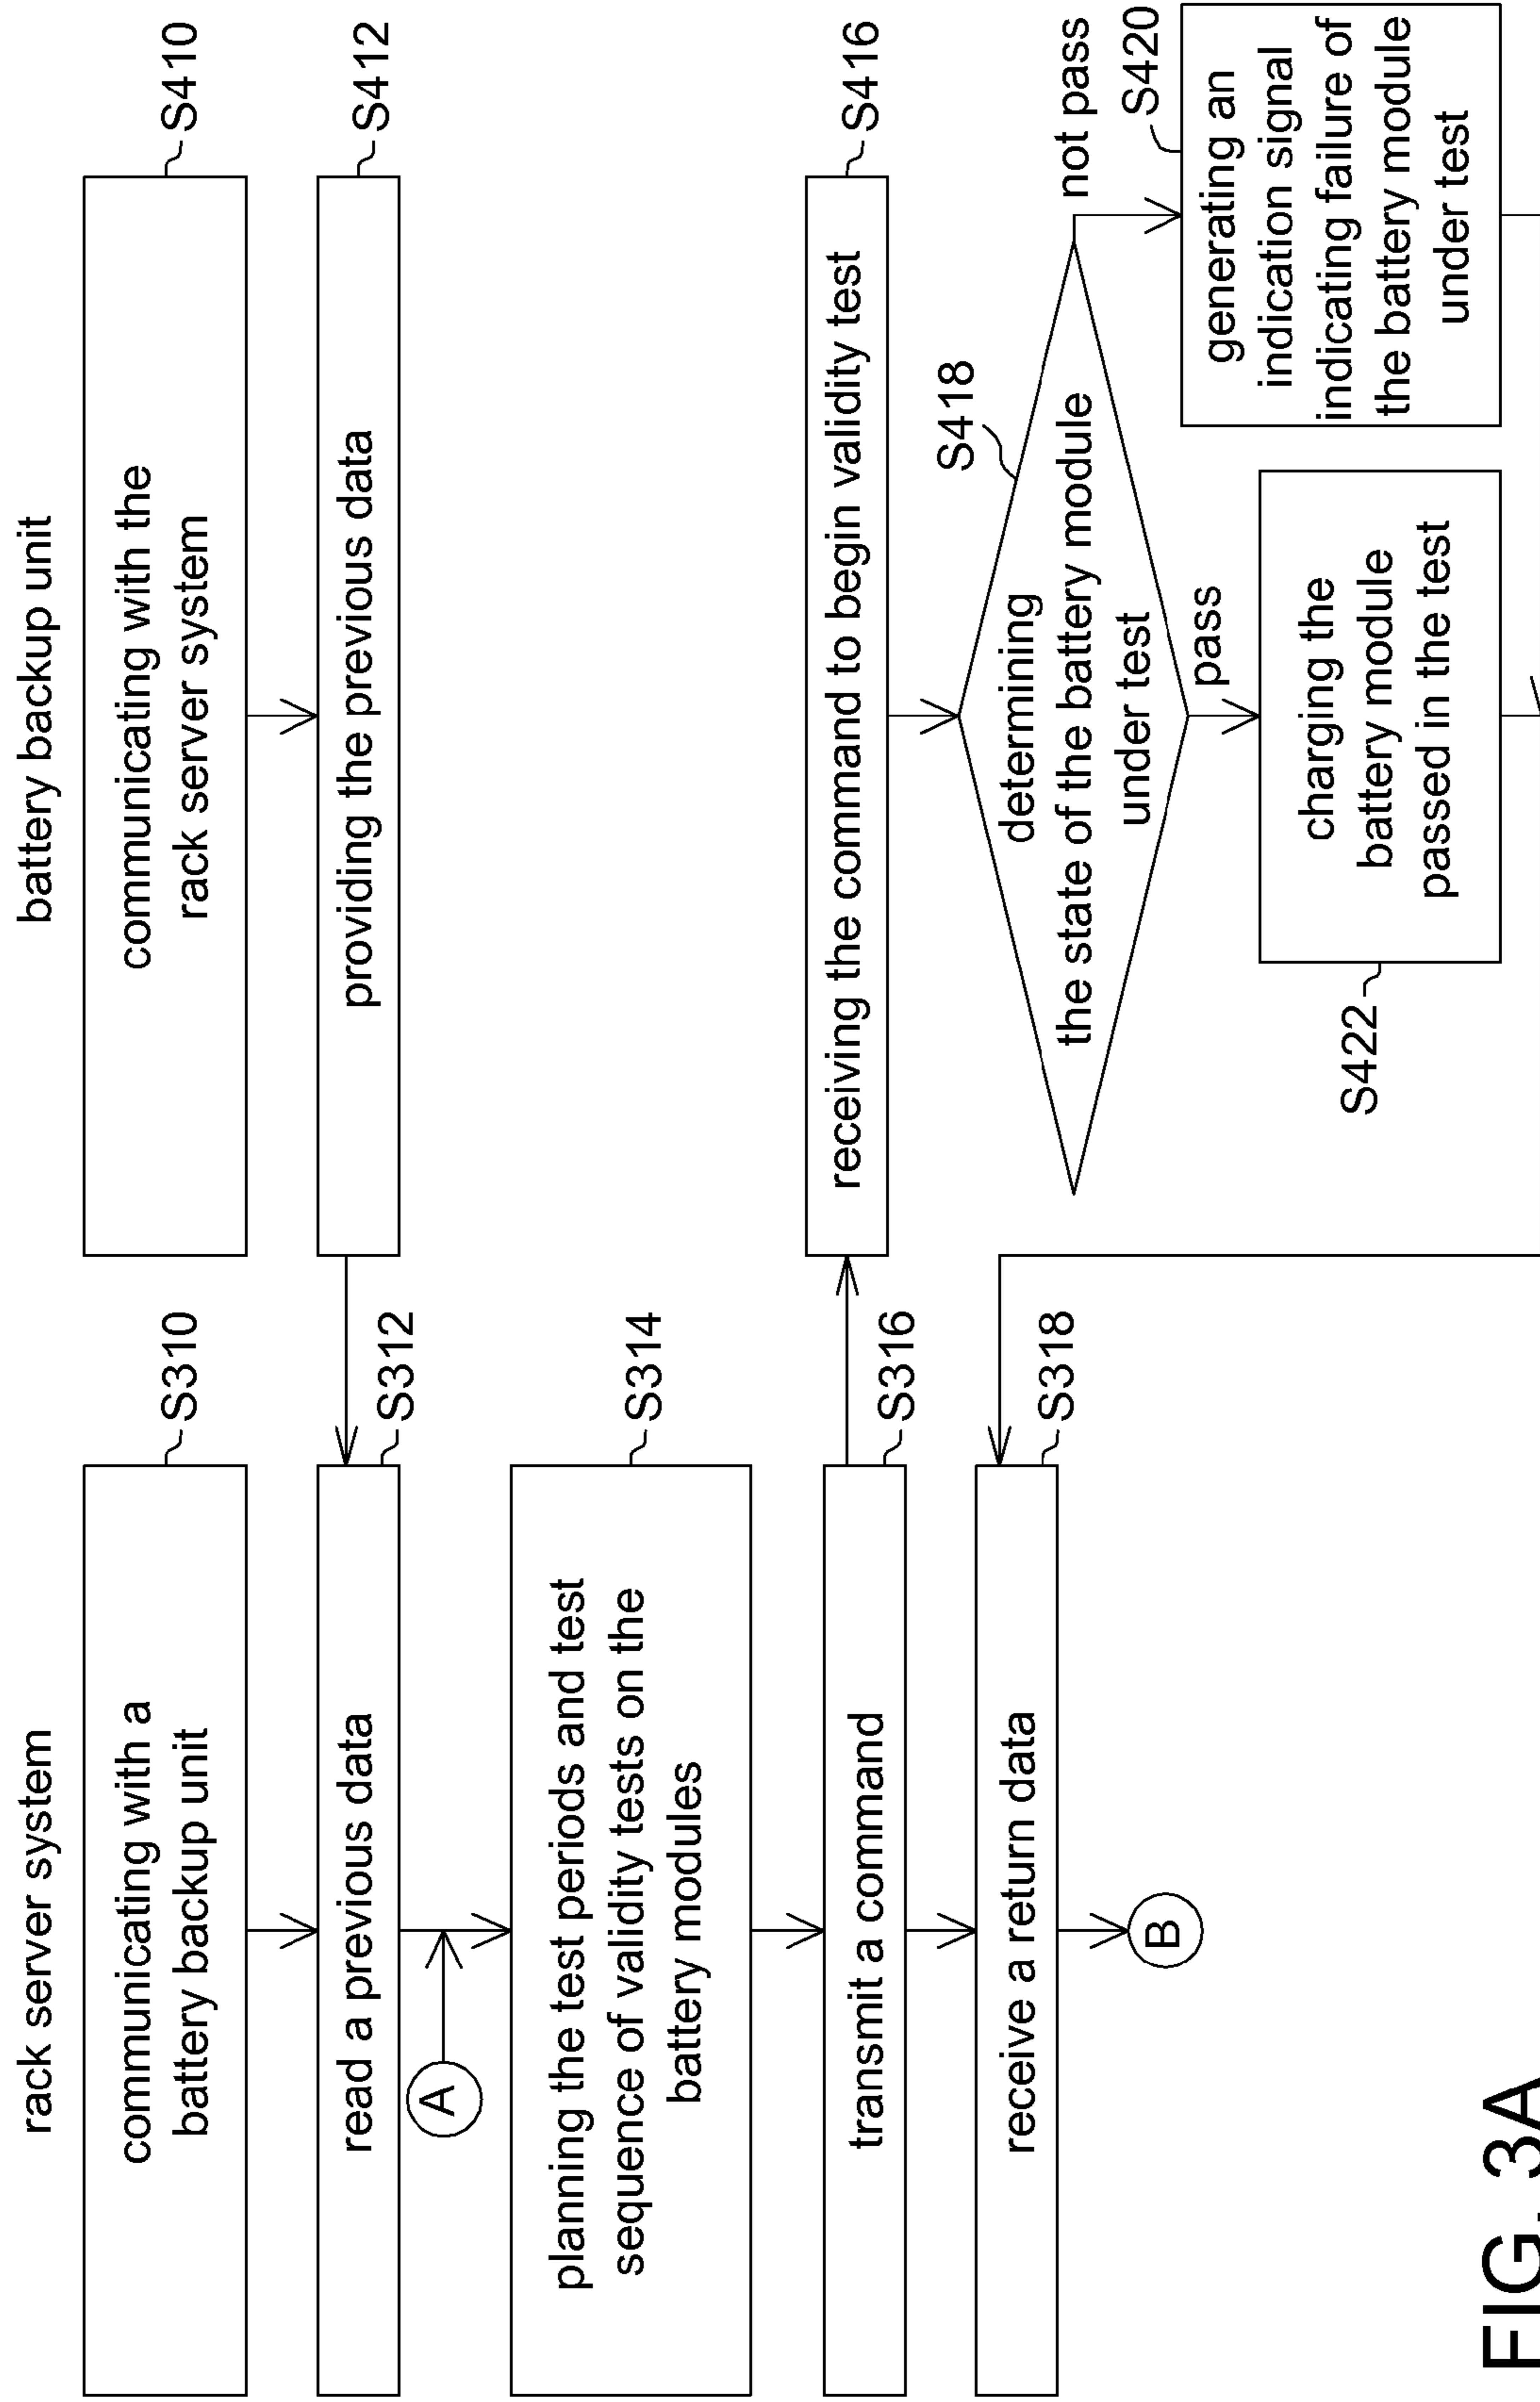 rack server system
communicating with a
battery backup unit
S310
read a previous data
S312
A
planning the test periods and test
sequence of validity tests on the
battery modules
S314
transmit a command
S316
receive a return data
S318
B
battery backup unit
communicating with the
rack server system
S410
providing the previous data
S412
receiving the command to begin validity test
S416
determining
the state of the battery module
under test
S418
not pass
pass
generating an
indication signal
indicating failure of
the battery module
under test
S420
charging the
battery module
passed in the test
S422
FIG. 3A